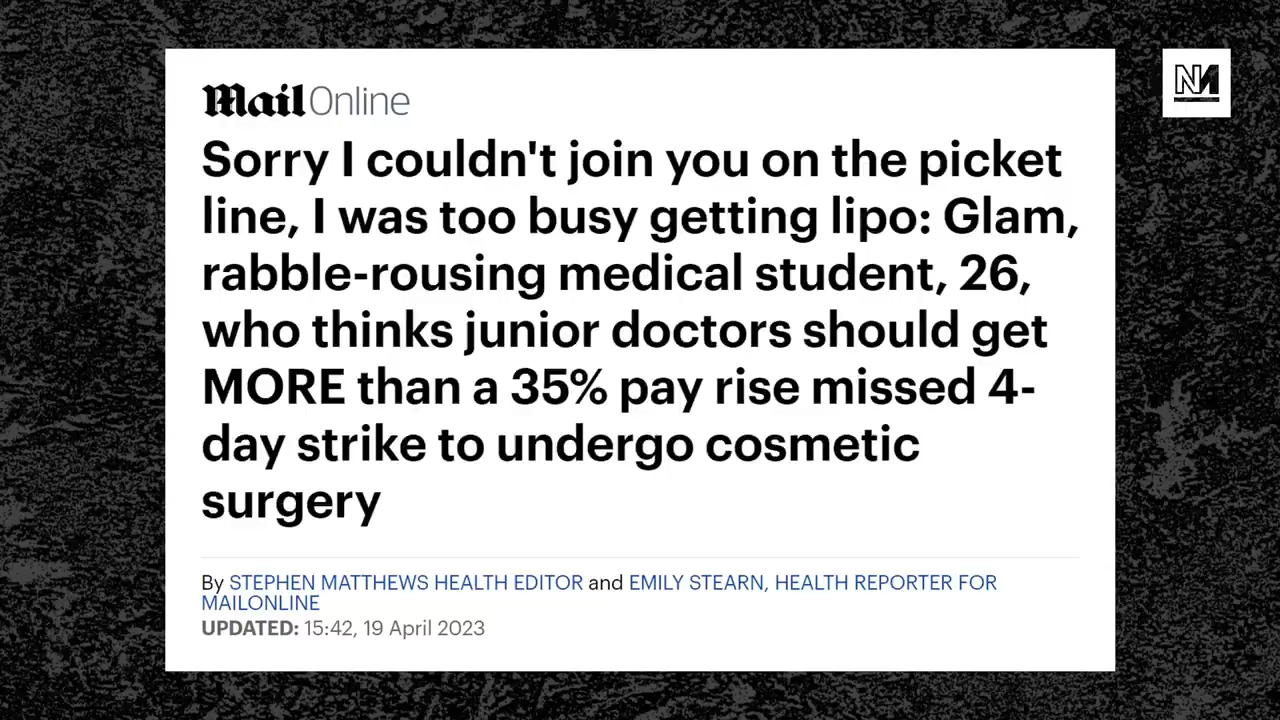 Mail Online
NM
Sorry I couldn't join you on the picket
line, I was too busy getting lipo: Glam,
rabble-rousing medical student, 26,
who thinks junior doctors should get
MORE than a 35% pay rise missed 4-
day strike to undergo cosmetic
surgery
By STEPHEN MATTHEWS HEALTH EDITOR and EMILY STEARN, HEALTH REPORTER FOR
MAILONLINE
UPDATED: 15:42, 19 April 2023